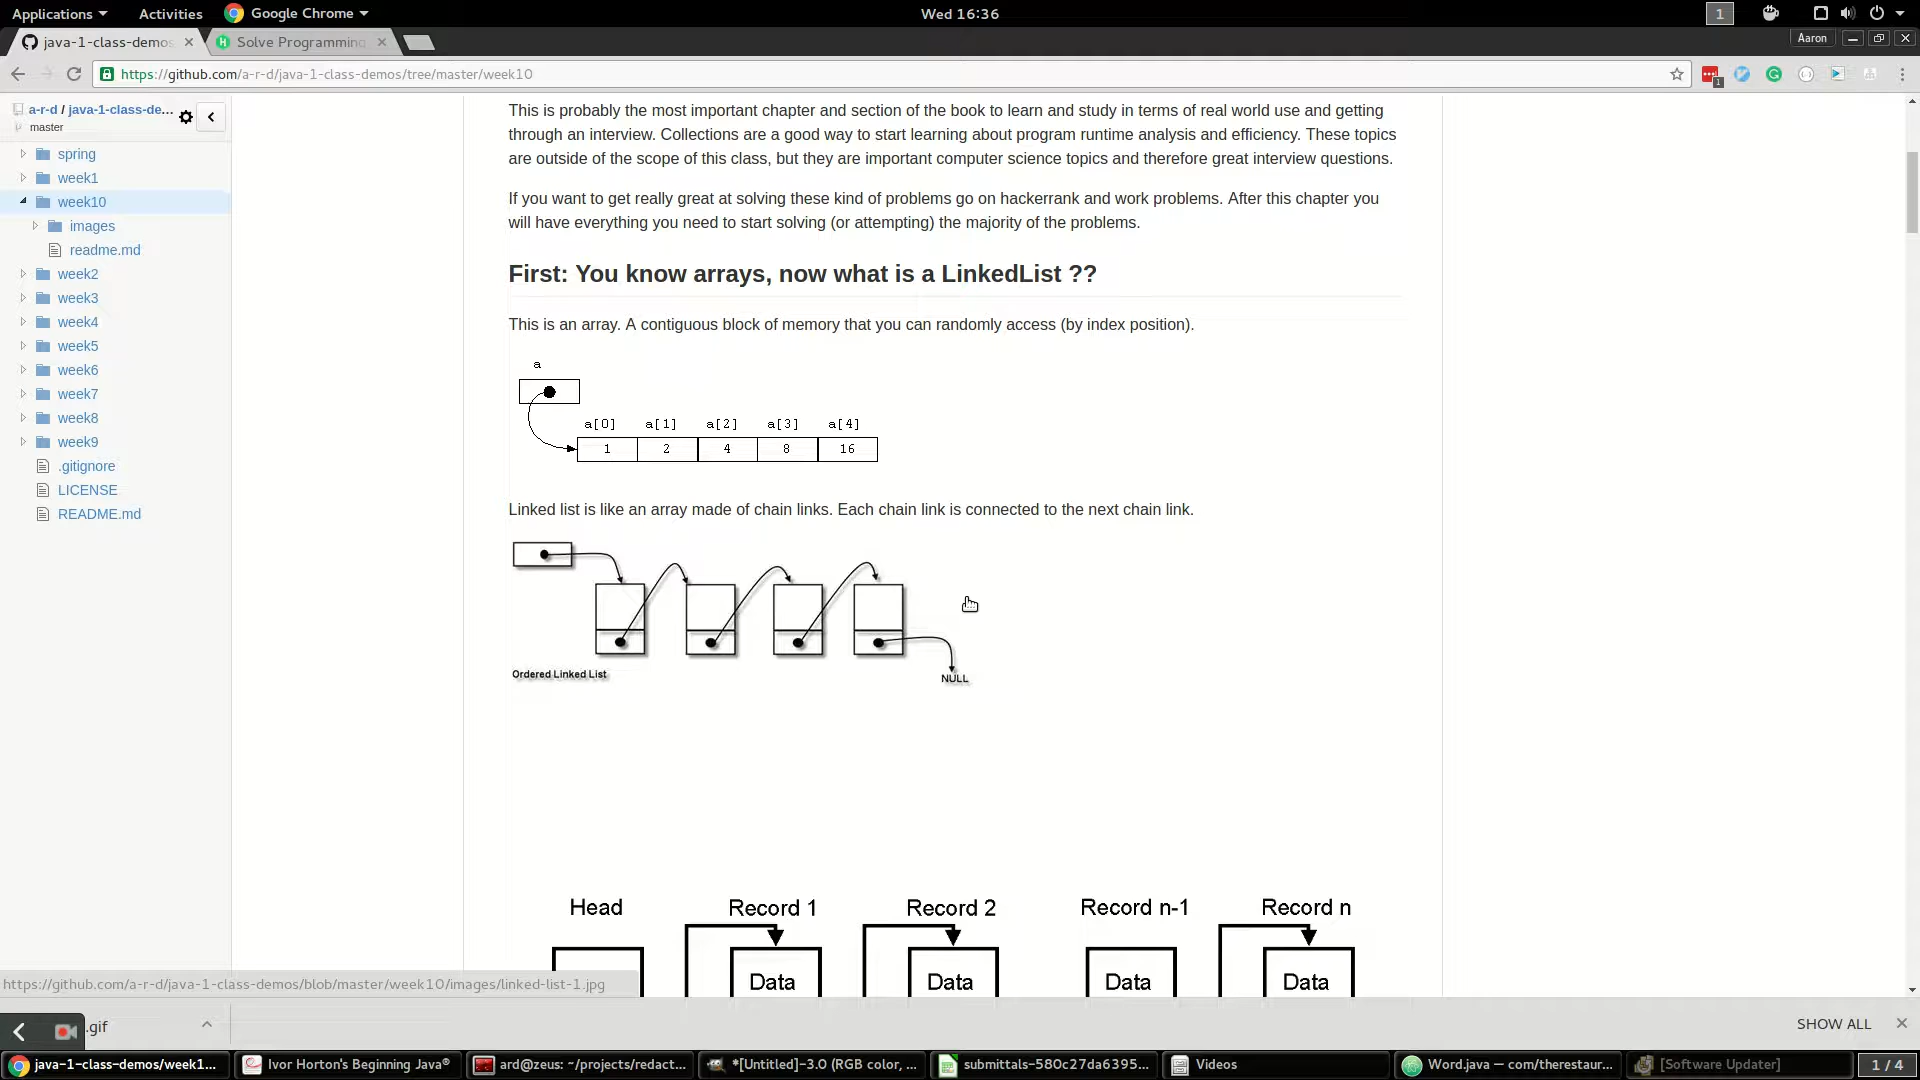 Applications Activities Google Chrome Wed 16:36 1
java-1-class-demos Solve Programming Aaron
https://github.com/a-r-d/java-1-class-demos/tree/master/week10
a-r-d / java-1-class-de...
master
spring
week1
week10
images
readme.md
week2
week3
week4
week5
week6
week7
week8
week9
.gitignore
LICENSE
README.md
This is probably the most important chapter and section of the book to learn and study in terms of real world use and getting
through an interview. Collections are a good way to start learning about program runtime analysis and efficiency. These topics
are outside of the scope of this class, but they are important computer science topics and therefore great interview questions.
If you want to get really great at solving these kind of problems go on hackerrank and work problems. After this chapter you
will have everything you need to start solving (or attempting) the majority of the problems.
First: You know arrays, now what is a LinkedList ??
This is an array. A contiguous block of memory that you can randomly access (by index position).
a
a[0] a[1] a[2] a[3] a[4]
1 2 4 8 16
Linked list is like an array made of chain links. Each chain link is connected to the next chain link.
Ordered Linked List
NULL
Head Record 1 Record 2 Record n-1 Record n
Data Data Data Data
https://github.com/a-r-d/java-1-class-demos/blob/master/week10/images/linked-list-1.jpg
.gif SHOW ALL
java-1-class-demos/week1... Ivor Horton's Beginning Java® ard@zeus: ~/projects/redact... *[Untitled]-3.0 (RGB color, ... submittals-580c27da6395... Videos Word.java — com/therestaur... [Software Updater] 1 / 4